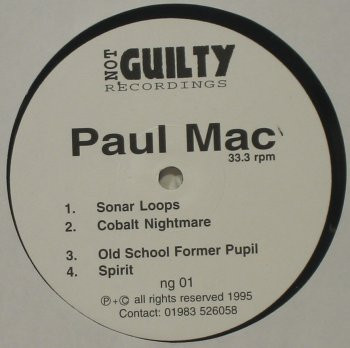 NOT GUILTY
RECORDINGS
Paul Mac
33.3 rpm
1. Sonar Loops
2. Cobalt Nightmare
3. Old School Former Pupil
4. Spirit
ng 01
℗+© all rights reserved 1995
Contact: 01983 526058